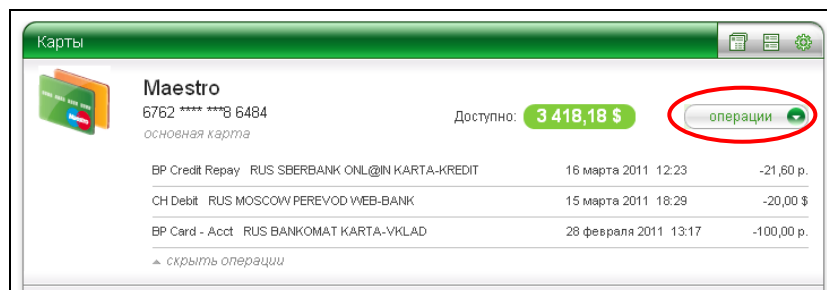 Карты
Maestro
6762 **** ***8 6484
основная карта
Доступно: 3 418,18 $ операции
BP Credit Repay RUS SBERBANK ONL@IN KARTA-KREDIT 16 марта 2011 12:23 -21,60 р.
CH Debit RUS MOSCOW PEREVOD WEB-BANK 15 марта 2011 18:29 -20,00 $
BP Card - Acct RUS BANKOMAT KARTA-VKLAD 28 февраля 2011 13:17 -100,00 р.
скрыть операции